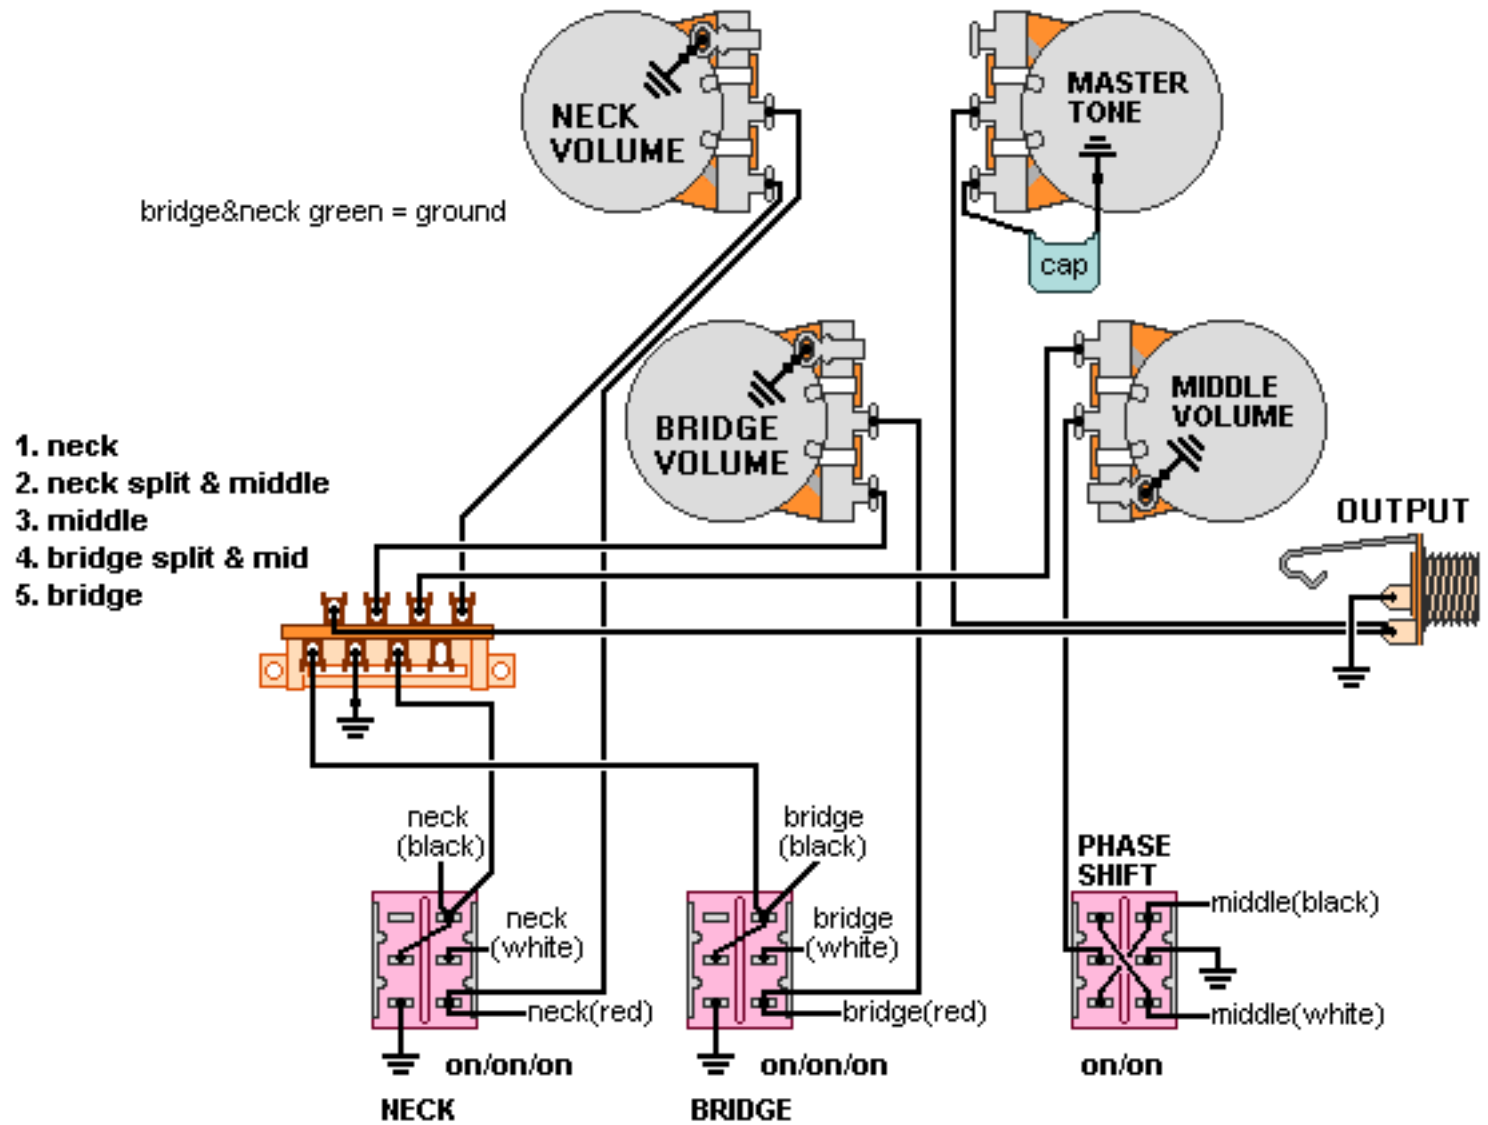 NECK
VOLUME
MASTER
TONE
bridge&neck green = ground
cap
BRIDGE
VOLUME
MIDDLE
VOLUME
1. neck
2. neck split & middle
3. middle
4. bridge split & mid
5. bridge
OUTPUT
neck
(black)
bridge
(black)
PHASE
SHIFT
neck
(white)
bridge
(white)
middle(black)
neck(red)
bridge(red)
middle(white)
on/on/on
on/on/on
on/on
NECK
BRIDGE